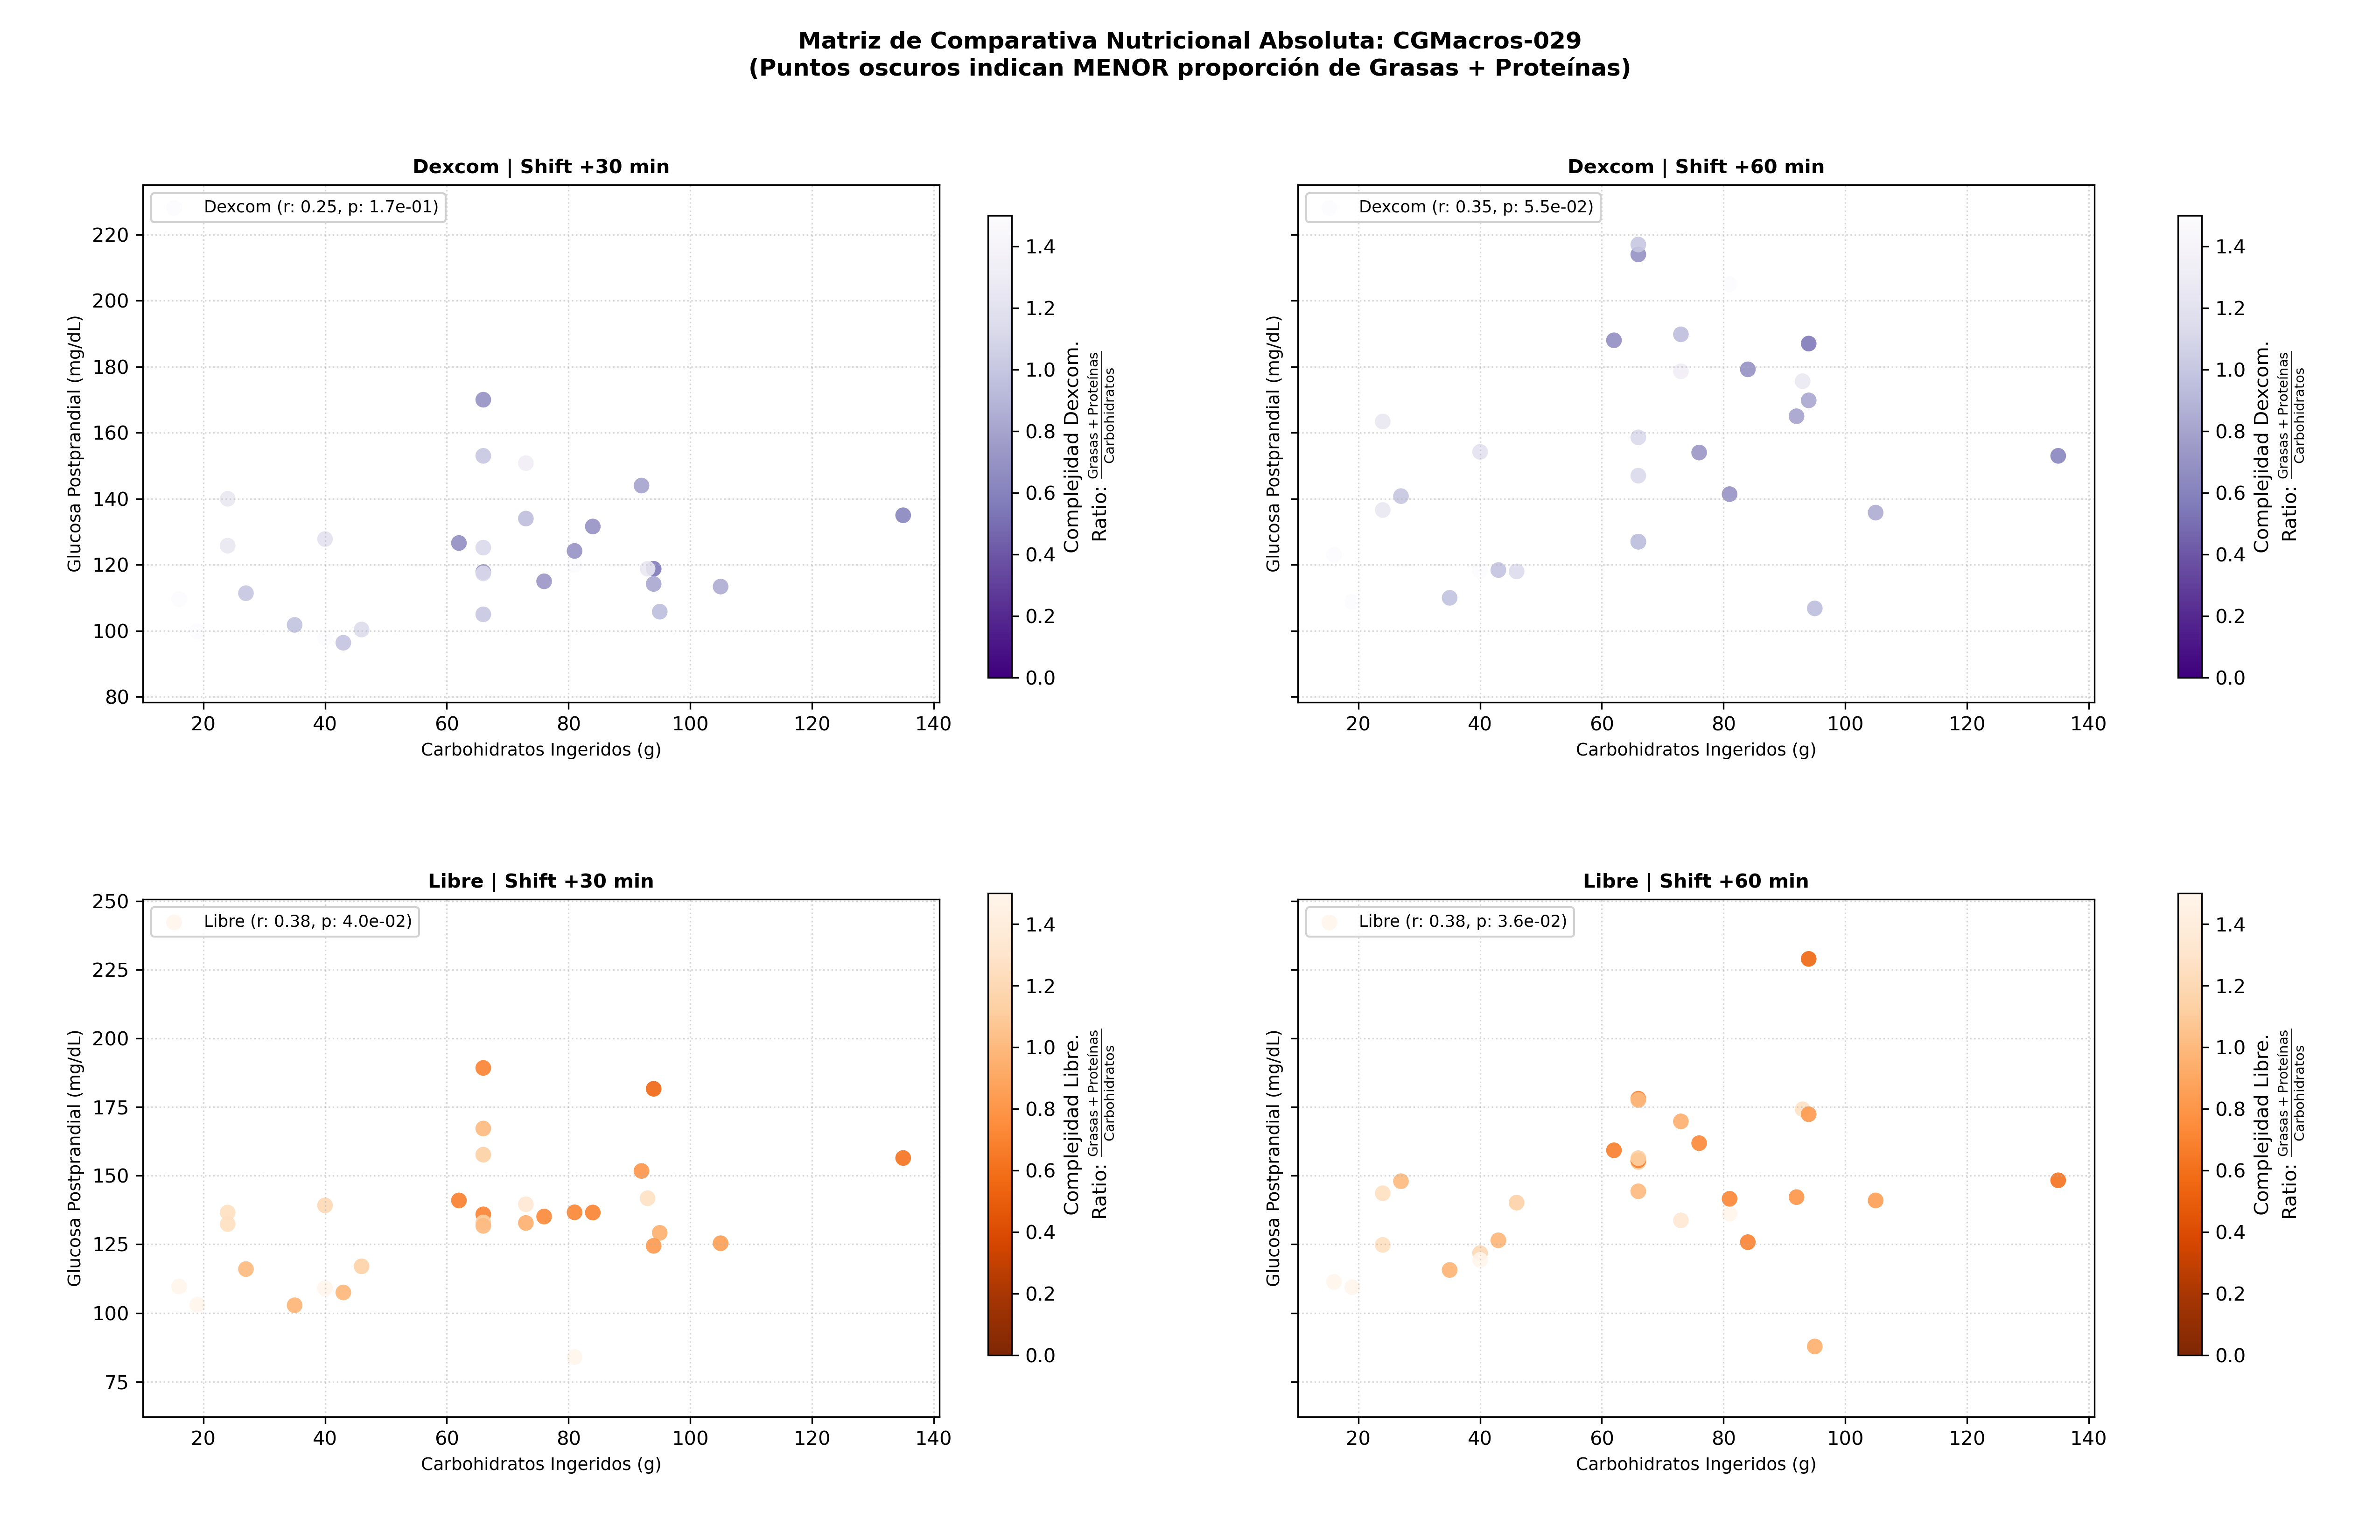 Matriz de Comparativa Nutricional Absoluta: CGMacros-029
(Puntos oscuros indican MENOR proporción de Grasas + Proteínas)
Dexcom | Shift +30 min
Dexcom (r: 0.25, p: 1.7e-01)
Glucosa Postprandial (mg/dL)
220
200
180
160
140
120
100
80
20 40 60 80 100 120 140
Carbohidratos Ingeridos (g)
1.4
1.2
1.0
0.8
0.6
0.4
0.2
0.0
Complejidad Dexcom.
Ratio: Grasas + Proteínas
Carbohidratos
Dexcom | Shift +60 min
Dexcom (r: 0.35, p: 5.5e-02)
Glucosa Postprandial (mg/dL)
20 40 60 80 100 120 140
Carbohidratos Ingeridos (g)
1.4
1.2
1.0
0.8
0.6
0.4
0.2
0.0
Complejidad Dexcom.
Ratio: Grasas + Proteínas
Carbohidratos
Libre | Shift +30 min
Libre (r: 0.38, p: 4.0e-02)
Glucosa Postprandial (mg/dL)
250
225
200
175
150
125
100
75
20 40 60 80 100 120 140
Carbohidratos Ingeridos (g)
1.4
1.2
1.0
0.8
0.6
0.4
0.2
0.0
Complejidad Libre.
Ratio: Grasas + Proteínas
Carbohidratos
Libre | Shift +60 min
Libre (r: 0.38, p: 3.6e-02)
Glucosa Postprandial (mg/dL)
20 40 60 80 100 120 140
Carbohidratos Ingeridos (g)
1.4
1.2
1.0
0.8
0.6
0.4
0.2
0.0
Complejidad Libre.
Ratio: Grasas + Proteínas
Carbohidratos